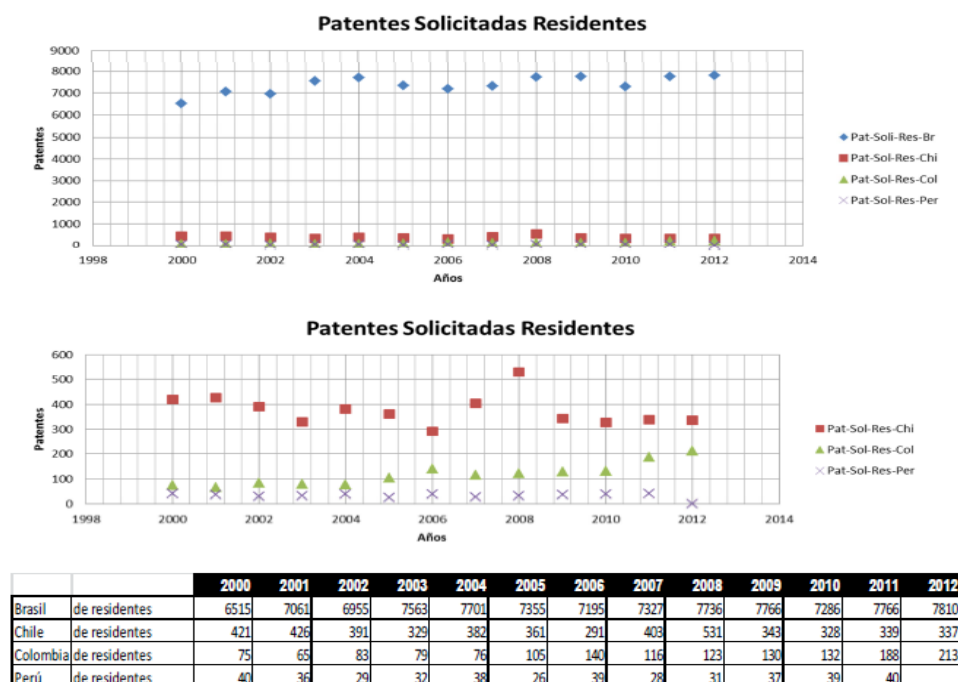 Patentes Solicitadas Residentes
9000
8000
7000
6000
5000
4000
3000
2000
1000
0
Patentes
1998 2000 2002 2004 2006 2008 2010 2012 2014
Años
Pat-Soli-Res-Br
Pat-Sol-Res-Chi
Pat-Sol-Res-Col
Pat-Sol-Res-Per
Patentes Solicitadas Residentes
600
500
400
300
200
100
0
Patentes
1998 2000 2002 2004 2006 2008 2010 2012 2014
Años
Pat-Sol-Res-Chi
Pat-Sol-Res-Col
Pat-Sol-Res-Per
2000 2001 2002 2003 2004 2005 2006 2007 2008 2009 2010 2011 2012
Brasil de residentes 6515 7061 6955 7563 7701 7355 7195 7327 7736 7766 7286 7766 7810
Chile de residentes 421 426 391 329 382 361 291 403 531 343 328 339 337
Colombia de residentes 75 65 83 79 76 105 140 116 123 130 132 188 213
Perú de residentes 40 36 29 32 38 26 39 28 31 37 39 40